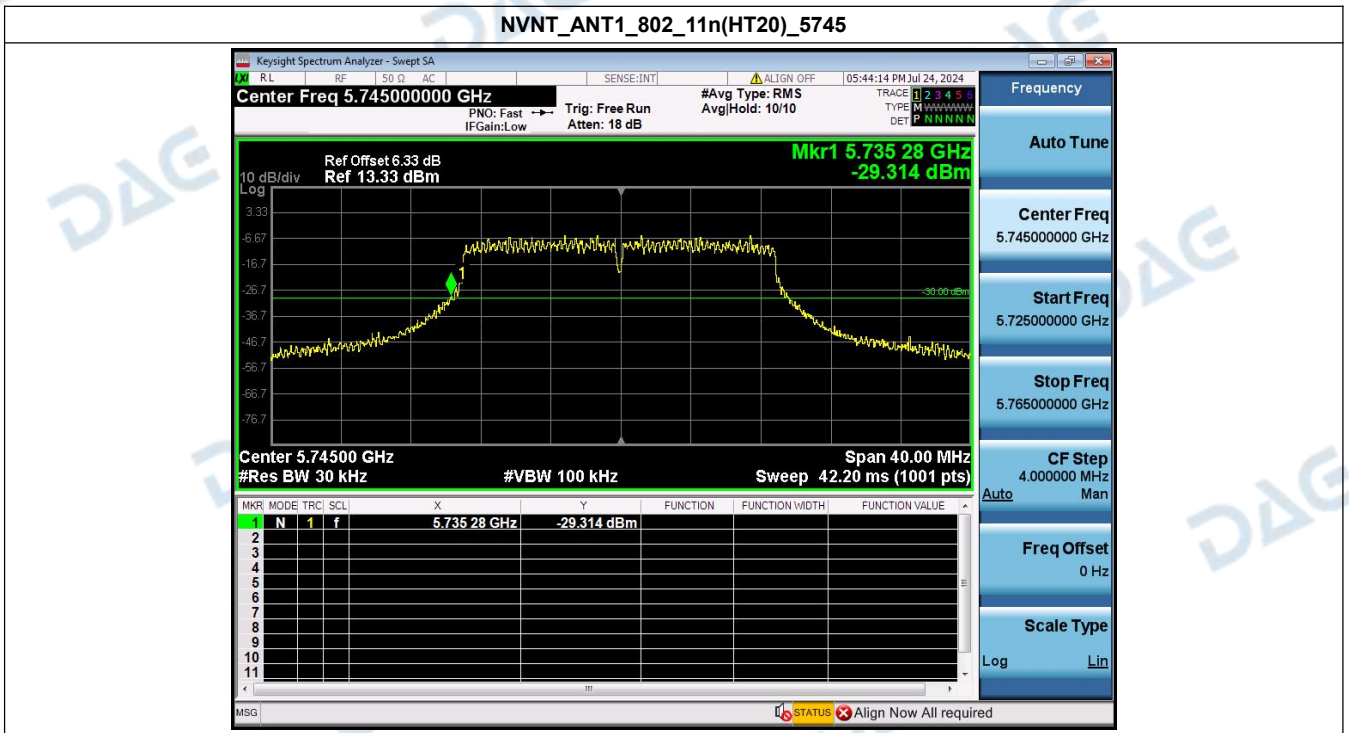 NVNT_ANT1_802_11n(HT20)_5745
Keysight Spectrum Analyzer - Swept SA
LXI RL RF 50 Ω AC SENSE:INT ALIGN OFF 05:44:14 PM Jul 24, 2024
Center Freq 5.745000000 GHz
PNO: Fast
IFGain:Low
Trig: Free Run
Atten: 18 dB
#Avg Type: RMS
Avg|Hold: 10/10
TRACE 1 2 3 4 5 6
TYPE M WWWWW
DET P N N N N N
Mkr1 5.735 28 GHz
-29.314 dBm
Ref Offset 6.33 dB
10 dB/div Ref 13.33 dBm
Log
3.33
-6.67
-16.7
-26.7
-36.7
-46.7
-56.7
-66.7
-76.7
1
-30.00 dBm
Center 5.74500 GHz Span 40.00 MHz
#Res BW 30 kHz #VBW 100 kHz Sweep 42.20 ms (1001 pts)
MKR MODE TRC SCL X Y FUNCTION FUNCTION WIDTH FUNCTION VALUE
1 N 1 f 5.735 28 GHz -29.314 dBm
2
3
4
5
6
7
8
9
10
11
MSG STATUS Align Now All required
Frequency
Auto Tune
Center Freq
5.745000000 GHz
Start Freq
5.725000000 GHz
Stop Freq
5.765000000 GHz
CF Step
4.000000 MHz
Auto Man
Freq Offset
0 Hz
Scale Type
Log Lin
DAG
DAG
DAG